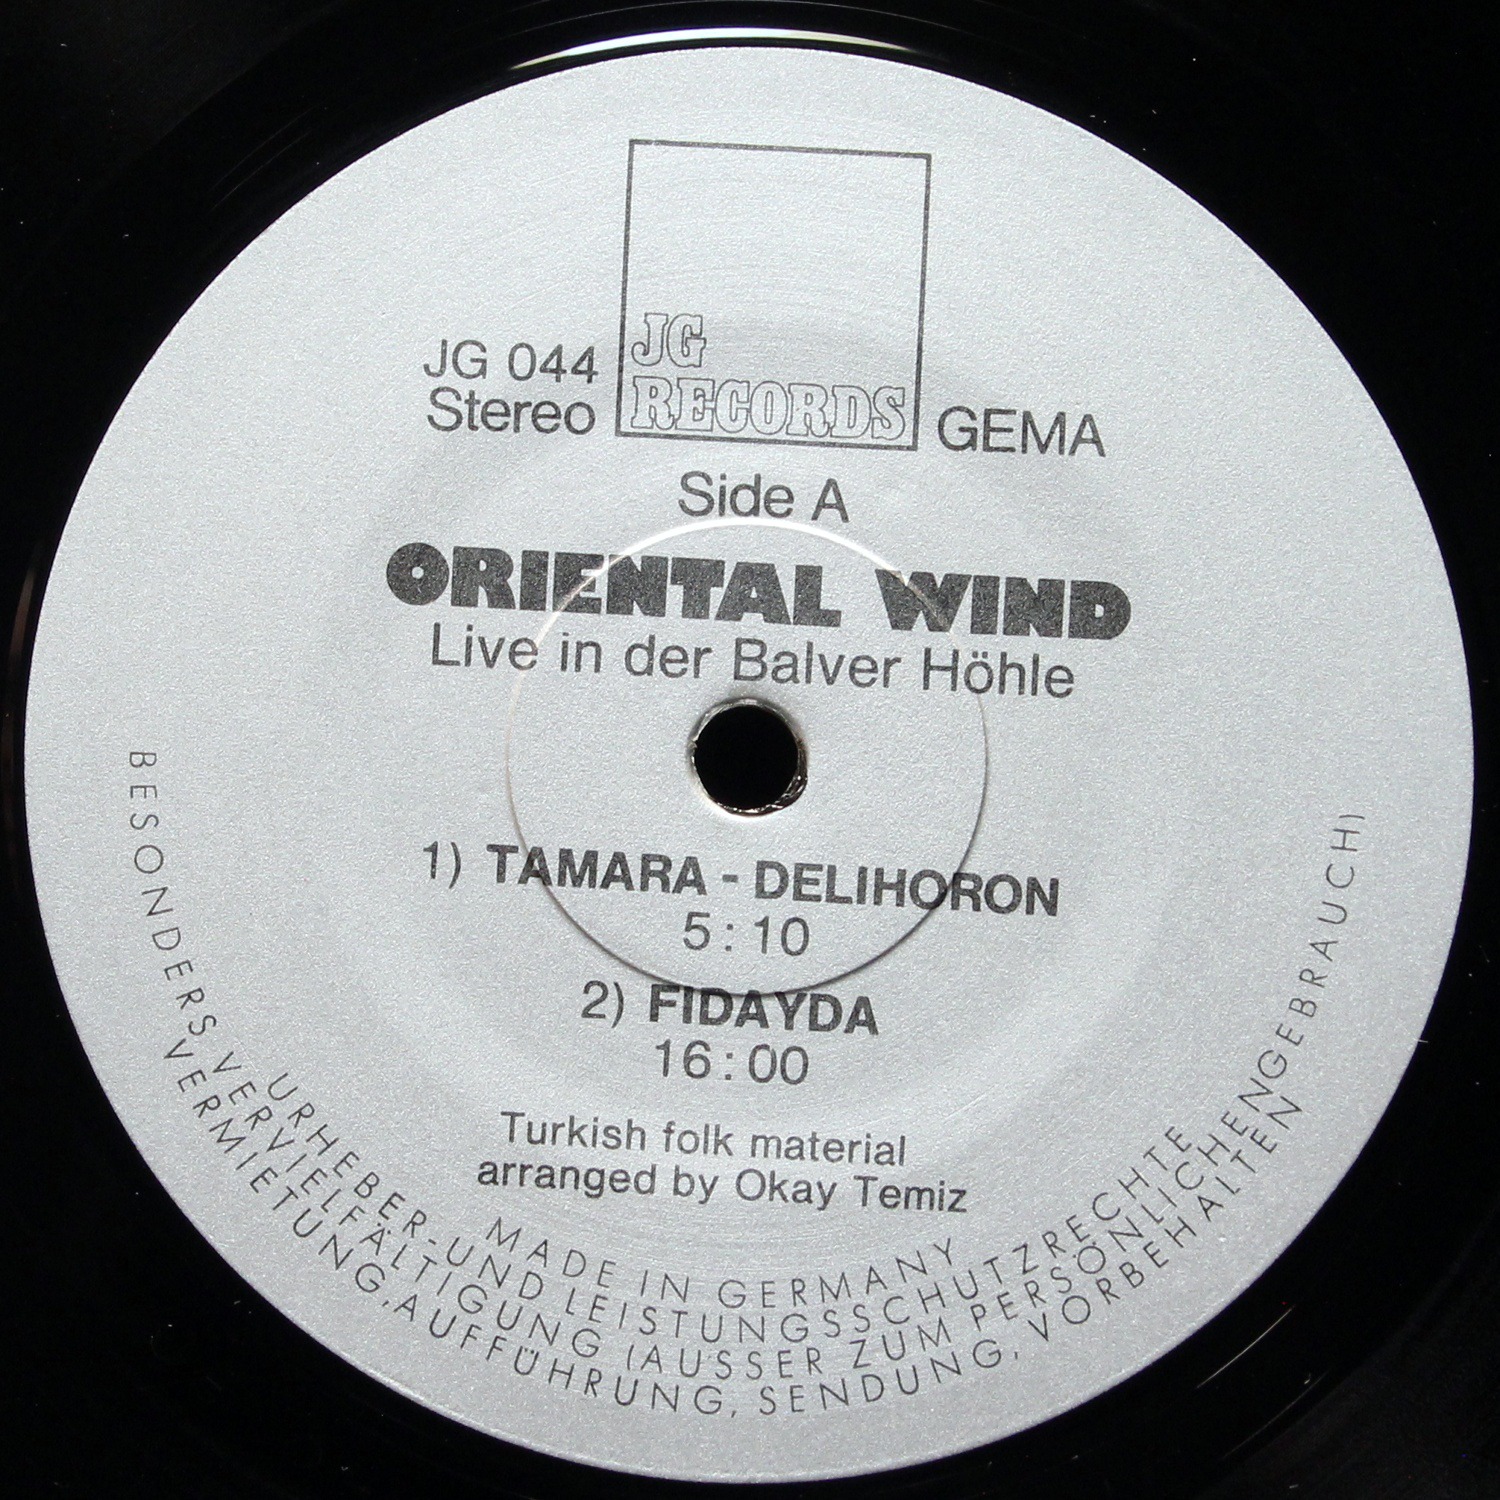 JG
RECORDS
JG 044
Stereo
GEMA
Side A
ORIENTAL WIND
Live in der Balver Höhle
1) TAMARA - DELIHORON
5:10
2) FIDAYDA
16:00
Turkish folk material
arranged by Okay Temiz
MADE IN GERMANY
URHEBER-UND LEISTUNGSSCHUTZRECHTE
BESONDERS VERVIELFÄLTIGUNG (AUSSER ZUM PERSÖNLICHENGEBRAUCH)
VERMIETUNG, AUFFÜHRUNG, SENDUNG, VORBEHALTEN